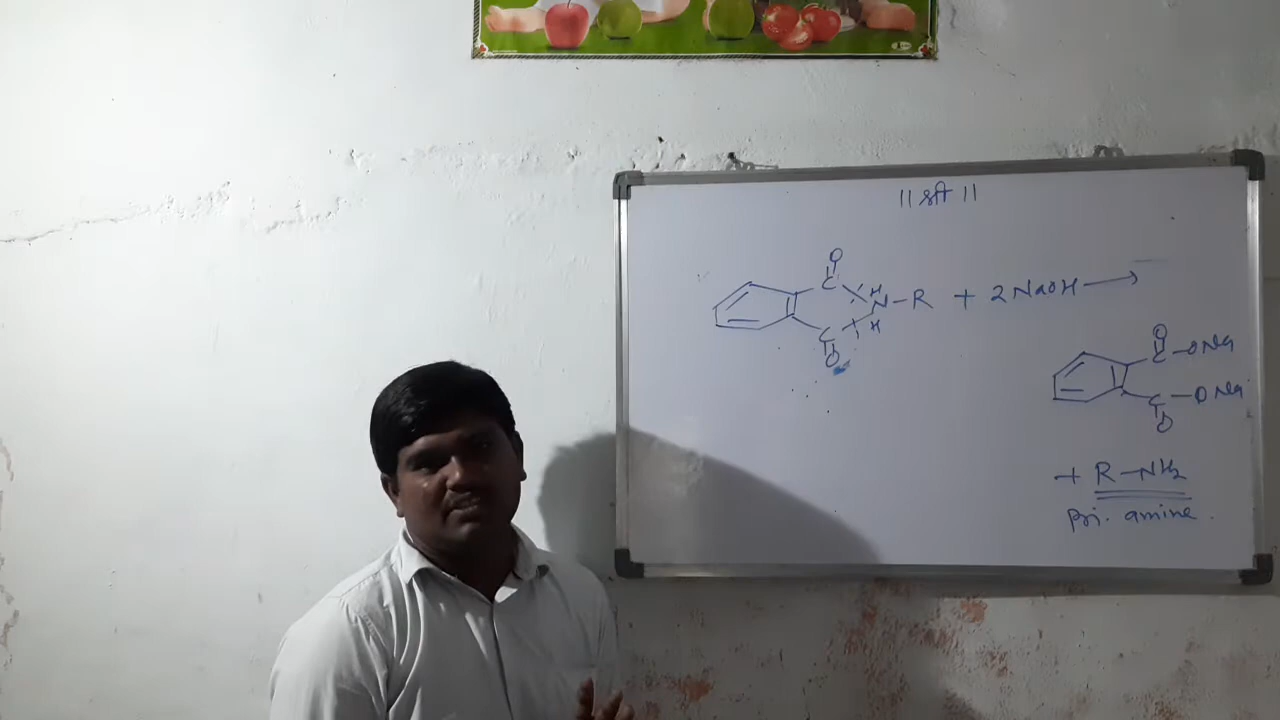 ॥ श्री ॥
O
C H
N-R + 2NaOH →
C H
O
O
C-ONa
C-ONa
O
+ R-NH₂
pri. amine.